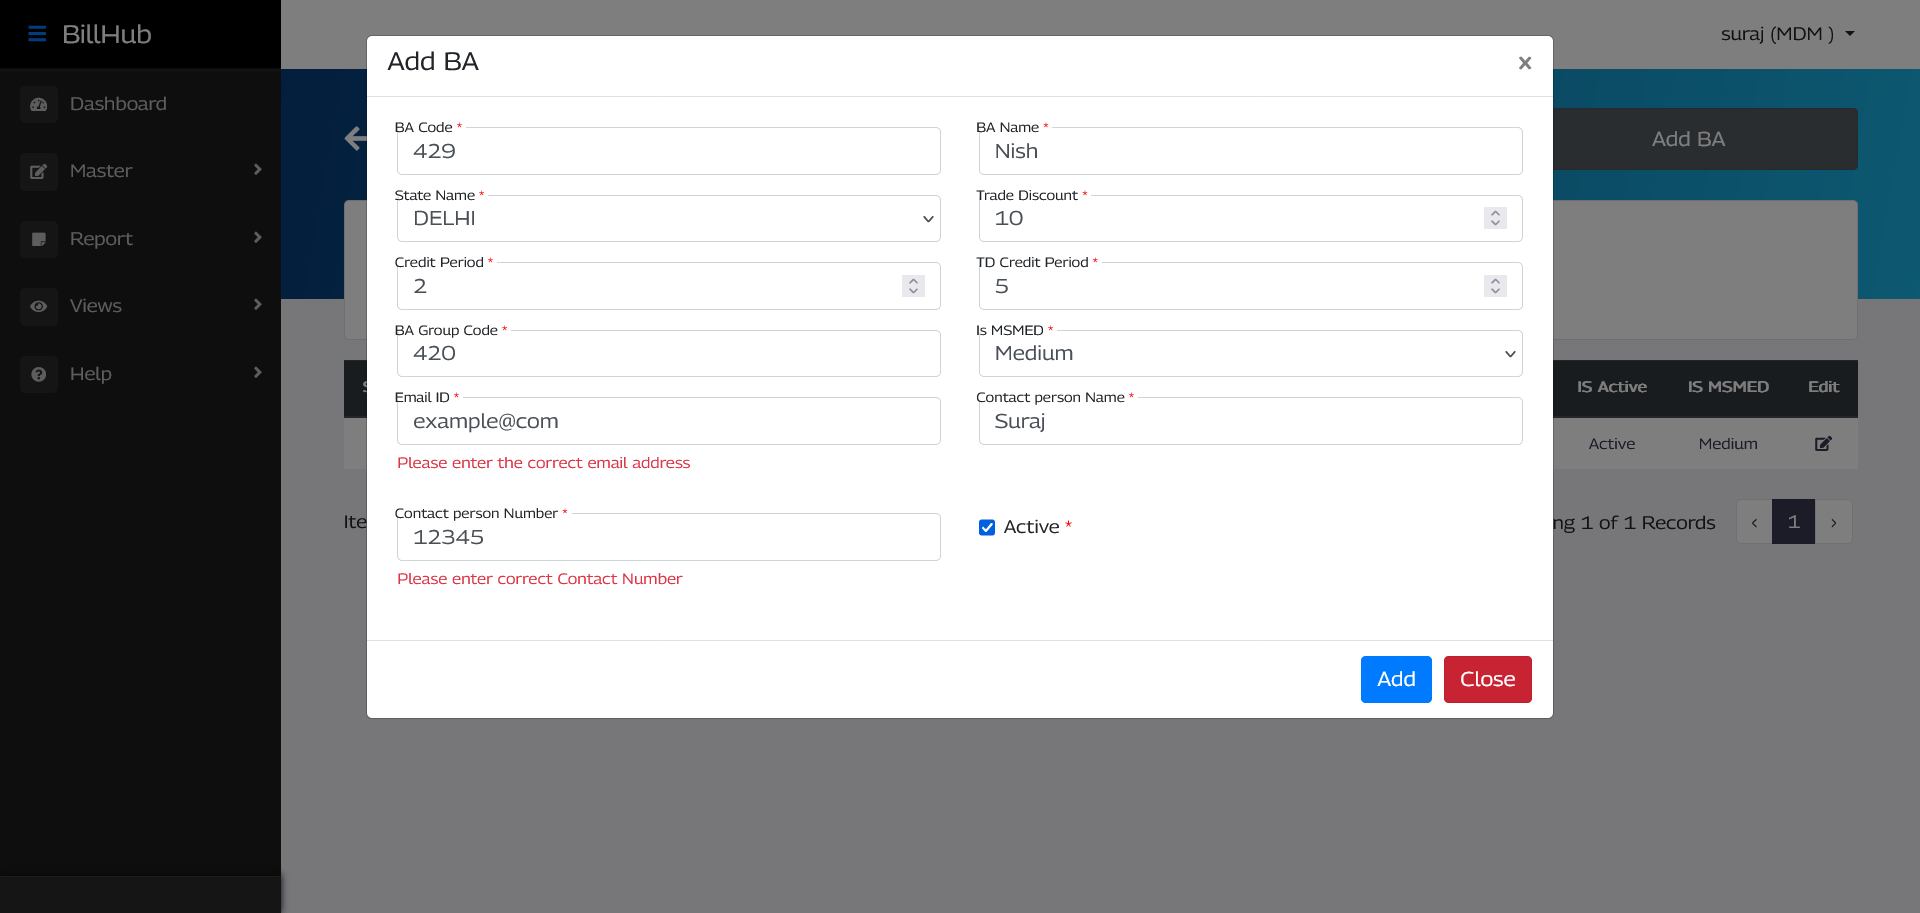 BillHub
suraj (MDM )
Dashboard
Master
Report
Views
Help
Add BA
×
BA Code *
429
BA Name *
Nish
State Name *
DELHI
Trade Discount *
10
Credit Period *
2
TD Credit Period *
5
BA Group Code *
420
Is MSMED *
Medium
Email ID *
example@com
Please enter the correct email address
Contact person Name *
Suraj
Contact person Number *
12345
Please enter correct Contact Number
Active *
Add
Close
Add BA
IS Active IS MSMED Edit
Active Medium
1 of 1 Records
‹ 1 ›